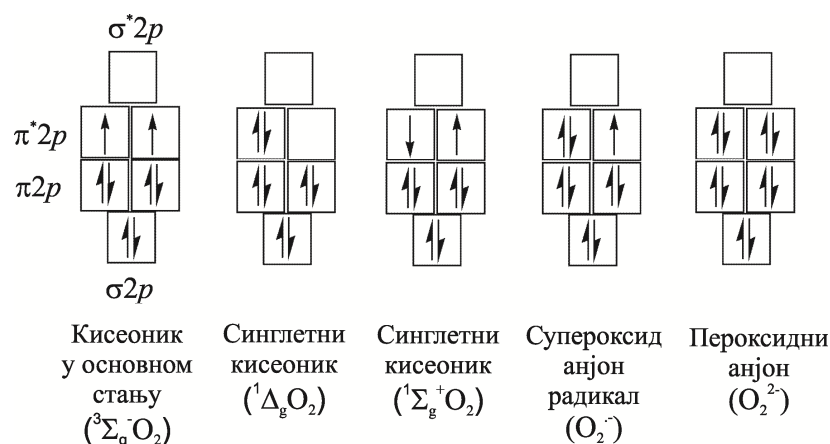 σ*2p
π*2p
π2p
σ2p
Кисеоник
у основном
стању
(³Σg⁻O₂)
Синглетни
кисеоник
(¹ΔgO₂)
Синглетни
кисеоник
(¹Σg⁺O₂)
Супероксид
анјон
радикал
(O₂·⁻)
Пероксидни
анјон
(O₂²⁻)